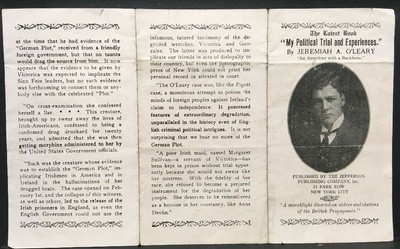 at the time that he had evidence of the
"German Plot," received from a friendly
foreign government, but that no taunts
would drag the source from him. It now
appears that the evidence to be given by
Victorica was expected to implicate the
Sinn Fein leaders, but no such evidence
was forthcoming to connect them or any-
body else with the celebrated "Plot."
"On cross-examination she confessed
herself a liar. * * * This creature,
brought up to swear away the lives of
Irish-Americans, confessed to being a
confirmed drug drunkard for twenty
years, and admitted that she was then
getting morphine administered to her by
the United States Government officials.
"Such was the creature whose evidence
was to establish the "German Plot," im-
plicating Irishmen in America and in
Ireland in the hallucinations of her
drugged brain. The case opened on Feb-
ruary 1st, and the collapse of this witness,
as well as others, led to the release of the
Irish prisoners in England, as even the
English Government could not use the
infamous, tainted testimony of the de-
graded wretches, Victorica and Gon-
zales. The latter was produced to im-
plicate our friends in acts of disloyalty to
their country, but even the pornographic
press of New York could not print her
personal record as attested in court.
"The O'Leary case was, like the Pigott
case, a monstrous attempt to poison the
minds of foreign peoples against Ireland's
claim to independence. It possessed
features of extraordinary degradation,
unparalleled in the history even of Eng-
lish criminal political intrigues. It is not
surprising that we hear no more of the
German Plot.
"A poor Irish maid, named Margaret
Sullivan—a servant of Victorica—has
been kept in prison without trial appar-
ently because she would not swear like
her mistress. With the fidelity of her
race, she refused to become a perjured
instrument for the degradation of her
people. She deserves to be remembered
as a heroine in her constancy, like Anne
Devlin."
The Latest Book
"My Political Trial and Experiences."
By JEREMIAH A. O'LEARY
"An American with a Backbone."
PUBLISHED BY THE JEFFERSON
PUBLISHING COMPANY, Inc.
21 PARK ROW
NEW YORK CITY
"A searchlight directed on aiders and abettors
of the British Propaganda."